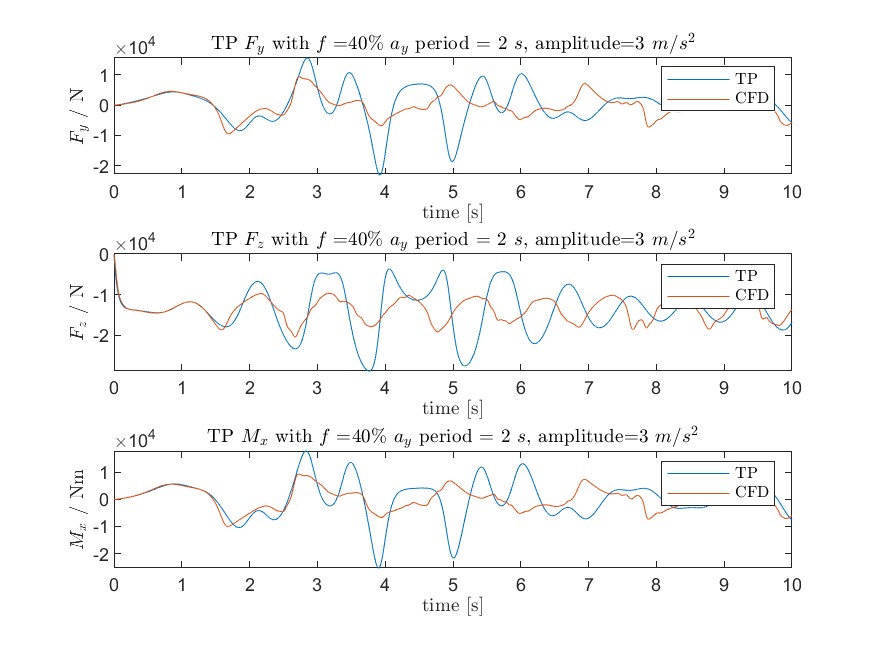 TP F_y with f =40% a_y period = 2 s, amplitude=3 m/s^2
×10^4
1
0
-1
-2
F_y / N
TP
CFD
0 1 2 3 4 5 6 7 8 9 10
time [s]
TP F_z with f =40% a_y period = 2 s, amplitude=3 m/s^2
×10^4
0
-1
-2
F_z / N
TP
CFD
0 1 2 3 4 5 6 7 8 9 10
time [s]
TP M_x with f =40% a_y period = 2 s, amplitude=3 m/s^2
×10^4
1
0
-1
-2
M_x / Nm
TP
CFD
0 1 2 3 4 5 6 7 8 9 10
time [s]